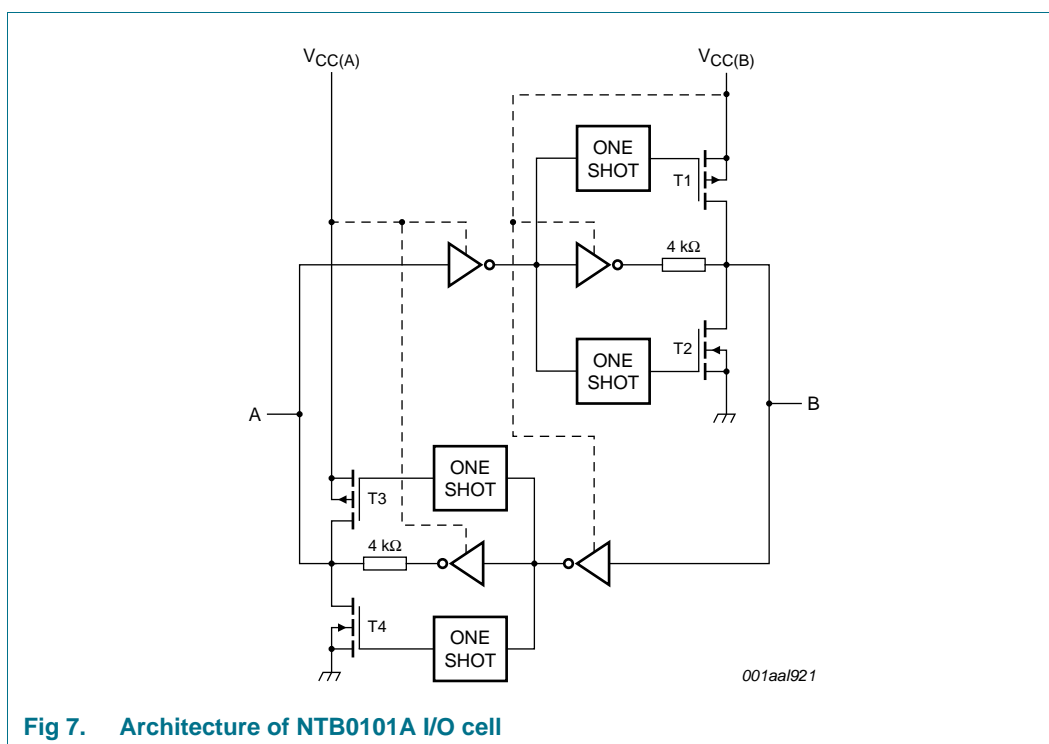 VCC(A)
VCC(B)
ONE
SHOT
T1
4 kΩ
ONE
SHOT
T2
A
B
ONE
SHOT
T3
4 kΩ
T4
ONE
SHOT
001aal921
Fig 7. Architecture of NTB0101A I/O cell